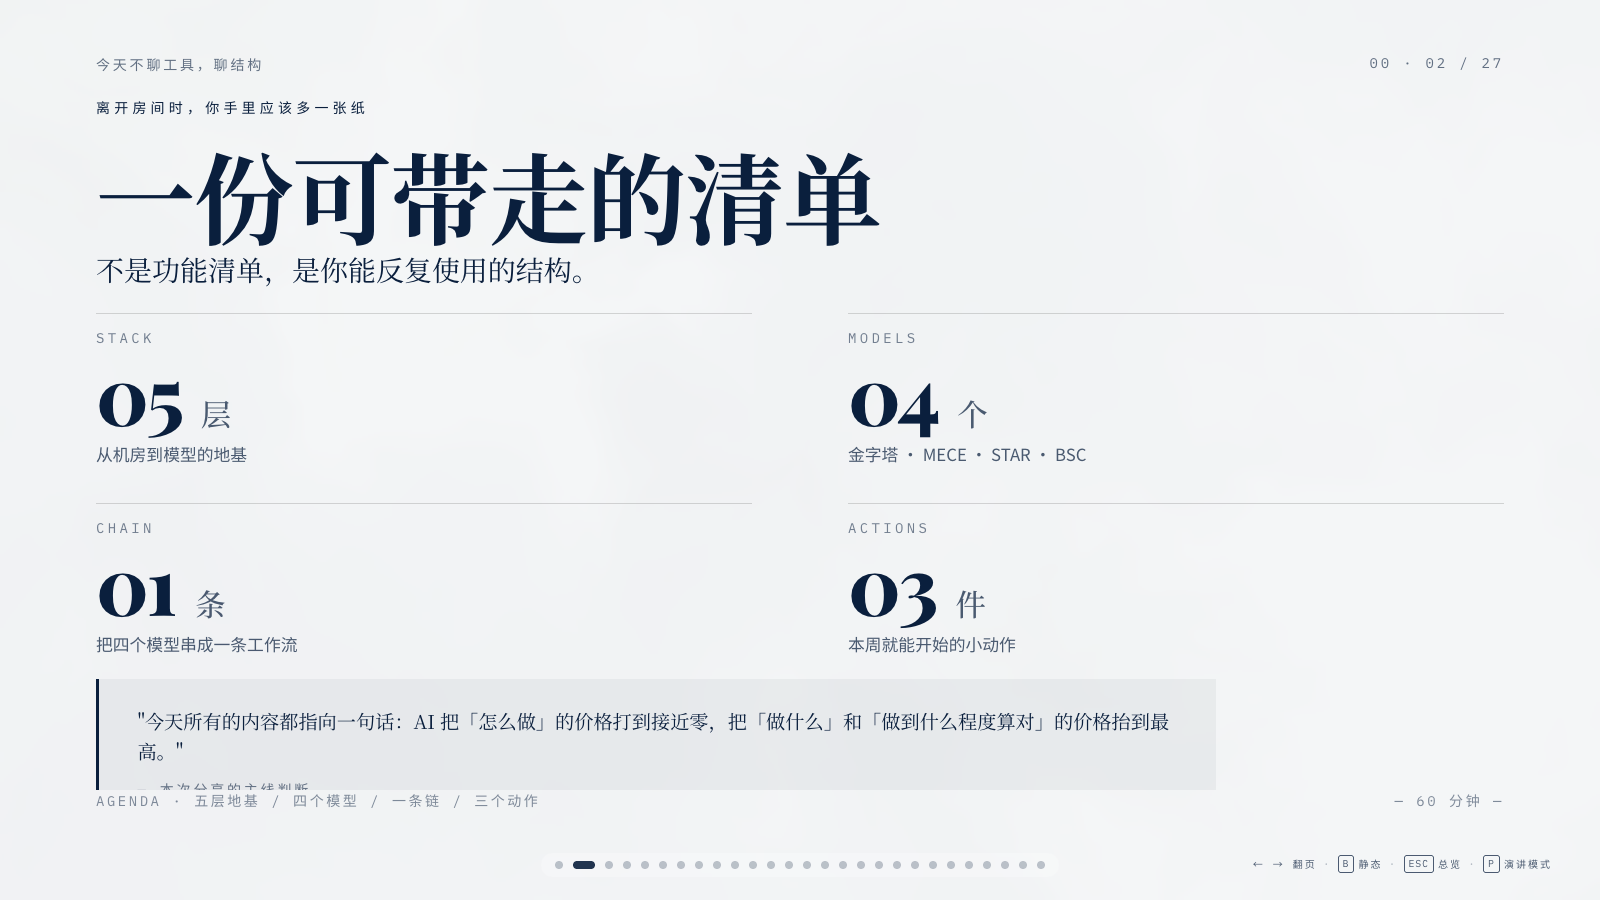 今天不聊工具，聊结构
00 · 02 / 27
离开房间时，你手里应该多一张纸
一份可带走的清单
不是功能清单，是你能反复使用的结构。
STACK
05 层
从机房到模型的地基
MODELS
04 个
金字塔 · MECE · STAR · BSC
CHAIN
01 条
把四个模型串成一条工作流
ACTIONS
03 件
本周就能开始的小动作
"今天所有的内容都指向一句话：AI 把「怎么做」的价格打到接近零，把「做什么」和「做到什么程度算对」的价格抬到最
高。"
— 本次分享的主线判断
AGENDA · 五层地基 / 四个模型 / 一条链 / 三个动作
— 60 分钟 —
← → 翻页 · B 静态 · ESC 总览 · P 演讲模式